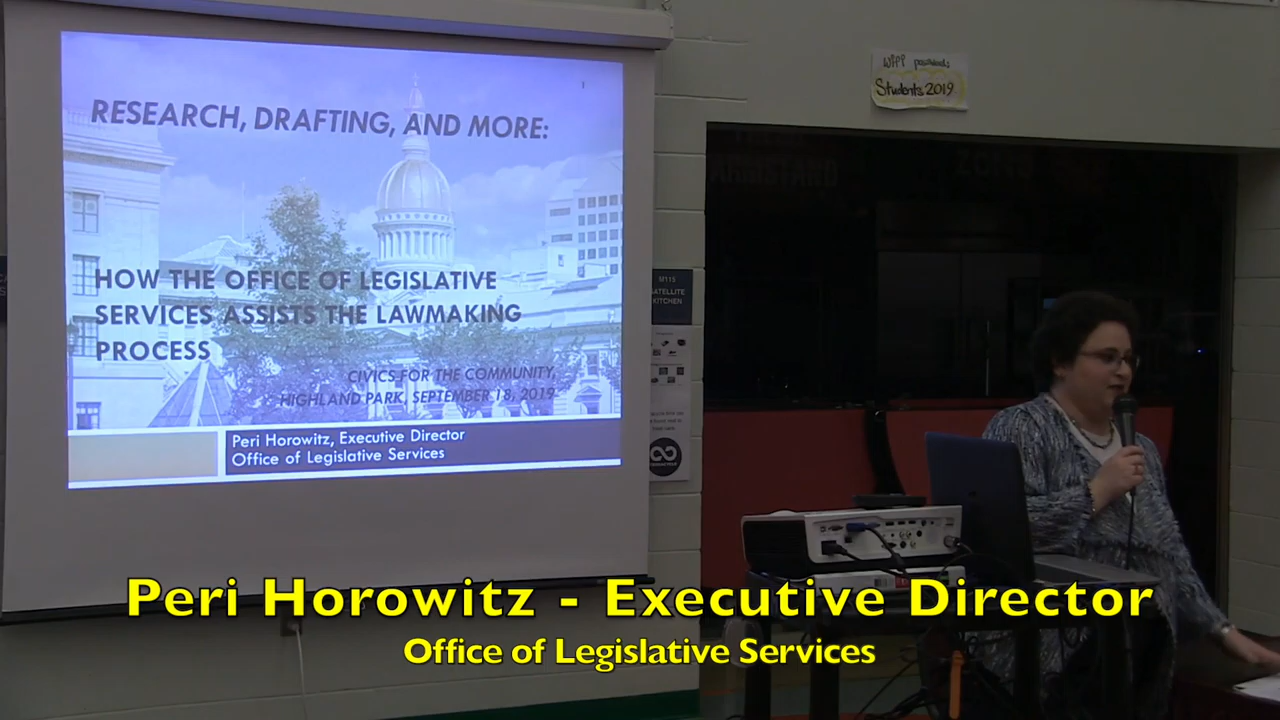 RESEARCH, DRAFTING, AND MORE:
HOW THE OFFICE OF LEGISLATIVE
SERVICES ASSISTS THE LAWMAKING
PROCESS
CIVICS FOR THE COMMUNITY,
HIGHLAND PARK, SEPTEMBER 18, 2019
Peri Horowitz, Executive Director
Office of Legislative Services
Students 2019
M115
SATELLITE
KITCHEN
Peri Horowitz - Executive Director
Office of Legislative Services